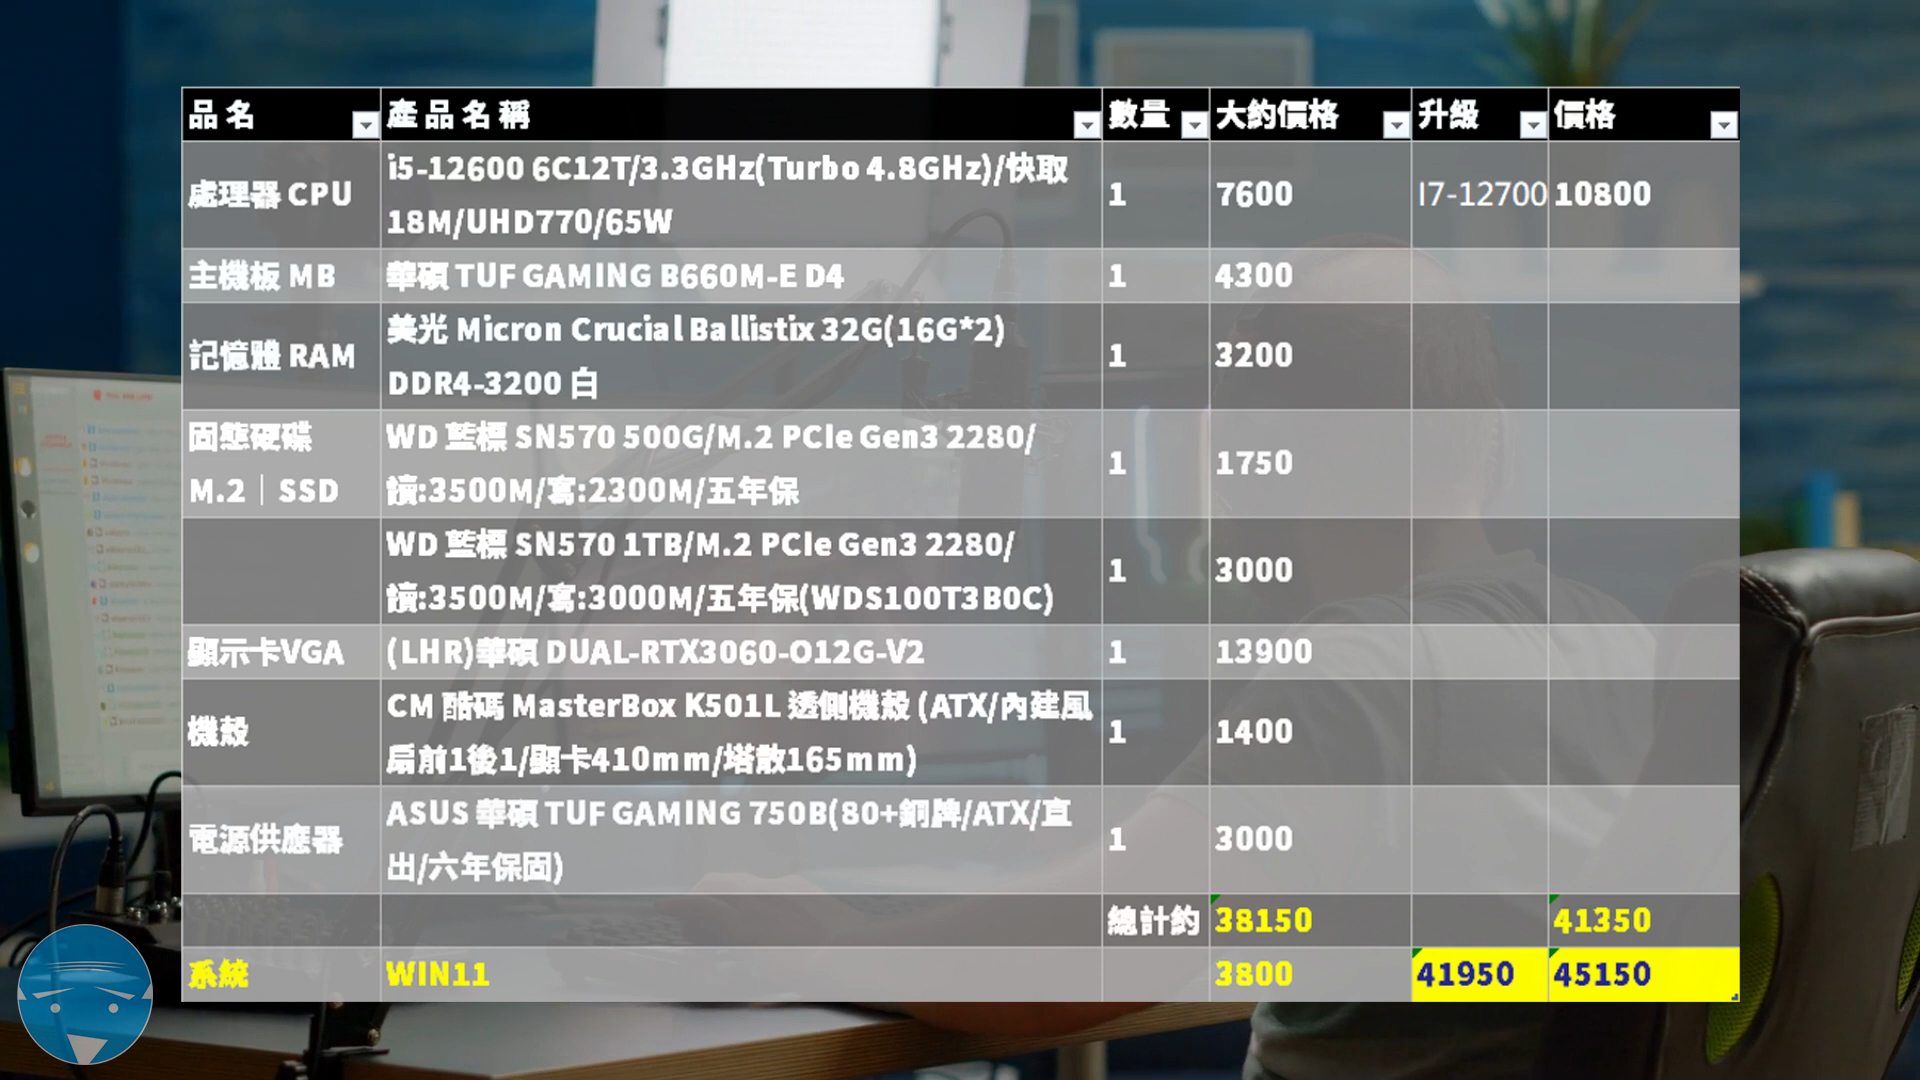 品 名 產 品 名 稱 數量 大約價格 升級 價格
處理器 CPU i5-12600 6C12T/3.3GHz(Turbo 4.8GHz)/快取
18M/UHD770/65W 1 7600 I7-12700 10800
主機板 MB 華碩 TUF GAMING B660M-E D4 1 4300
記憶體 RAM 美光 Micron Crucial Ballistix 32G(16G*2)
DDR4-3200 白 1 3200
固態硬碟
M.2｜SSD WD 藍標 SN570 500G/M.2 PCIe Gen3 2280/
讀:3500M/寫:2300M/五年保 1 1750
WD 藍標 SN570 1TB/M.2 PCIe Gen3 2280/
讀:3500M/寫:3000M/五年保(WDS100T3B0C) 1 3000
顯示卡VGA (LHR)華碩 DUAL-RTX3060-O12G-V2 1 13900
機殼 CM 酷碼 MasterBox K501L 透側機殼 (ATX/內建風
扇前1後1/顯卡410mm/塔散165mm) 1 1400
電源供應器 ASUS 華碩 TUF GAMING 750B(80+銅牌/ATX/直
出/六年保固) 1 3000
總計約 38150 41350
系統 WIN11 3800 41950 45150